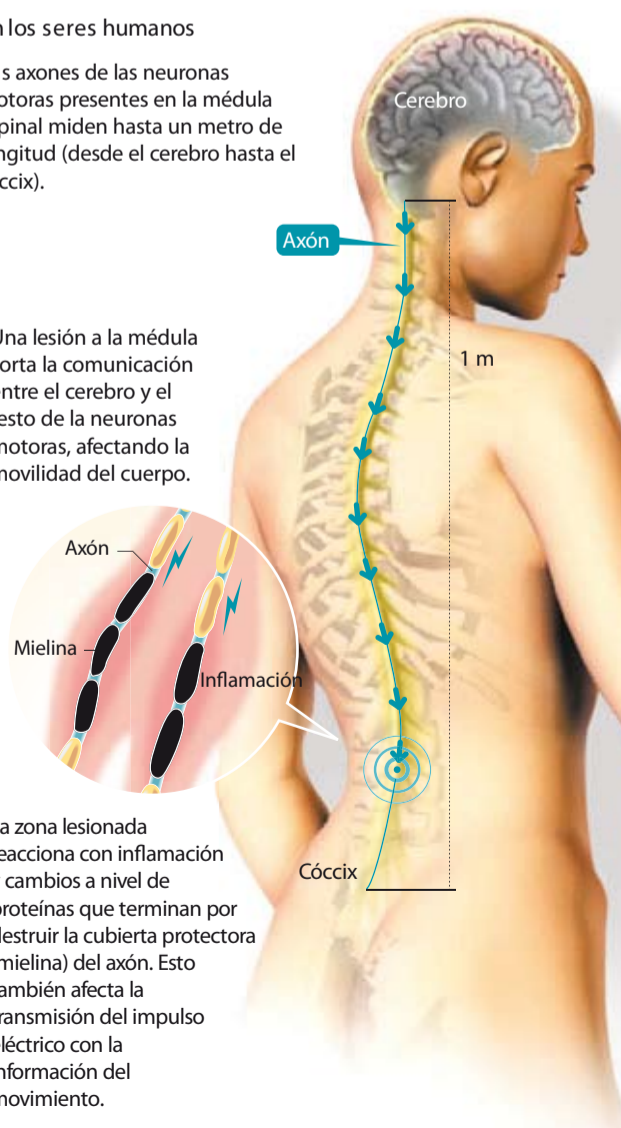 n los seres humanos
s axones de las neuronas
otoras presentes en la médula
pinal miden hasta un metro de
ngitud (desde el cerebro hasta el
ccix).
Cerebro
Axón
1 m
Una lesión a la médula
orta la comunicación
entre el cerebro y el
esto de la neuronas
motoras, afectando la
movilidad del cuerpo.
Axón
Mielina
Inflamación
a zona lesionada
eacciona con inflamación
y cambios a nivel de
proteínas que terminan por
destruir la cubierta protectora
mielina) del axón. Esto
ambién afecta la
ransmisión del impulso
léctrico con la
nformación del
movimiento.
Cóccix